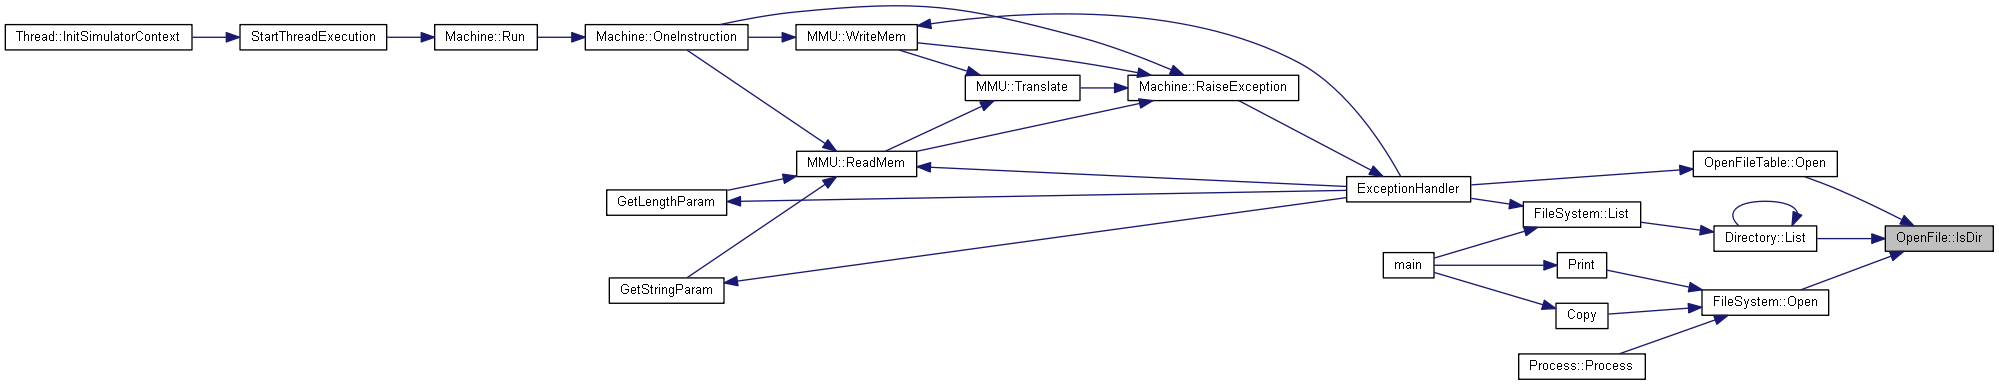 Thread::InitSimulatorContext
StartThreadExecution
Machine::Run
Machine::OneInstruction
MMU::WriteMem
MMU::Translate
Machine::RaiseException
MMU::ReadMem
GetLengthParam
GetStringParam
ExceptionHandler
OpenFileTable::Open
FileSystem::List
Directory::List
OpenFile::IsDir
main
Print
Copy
FileSystem::Open
Process::Process